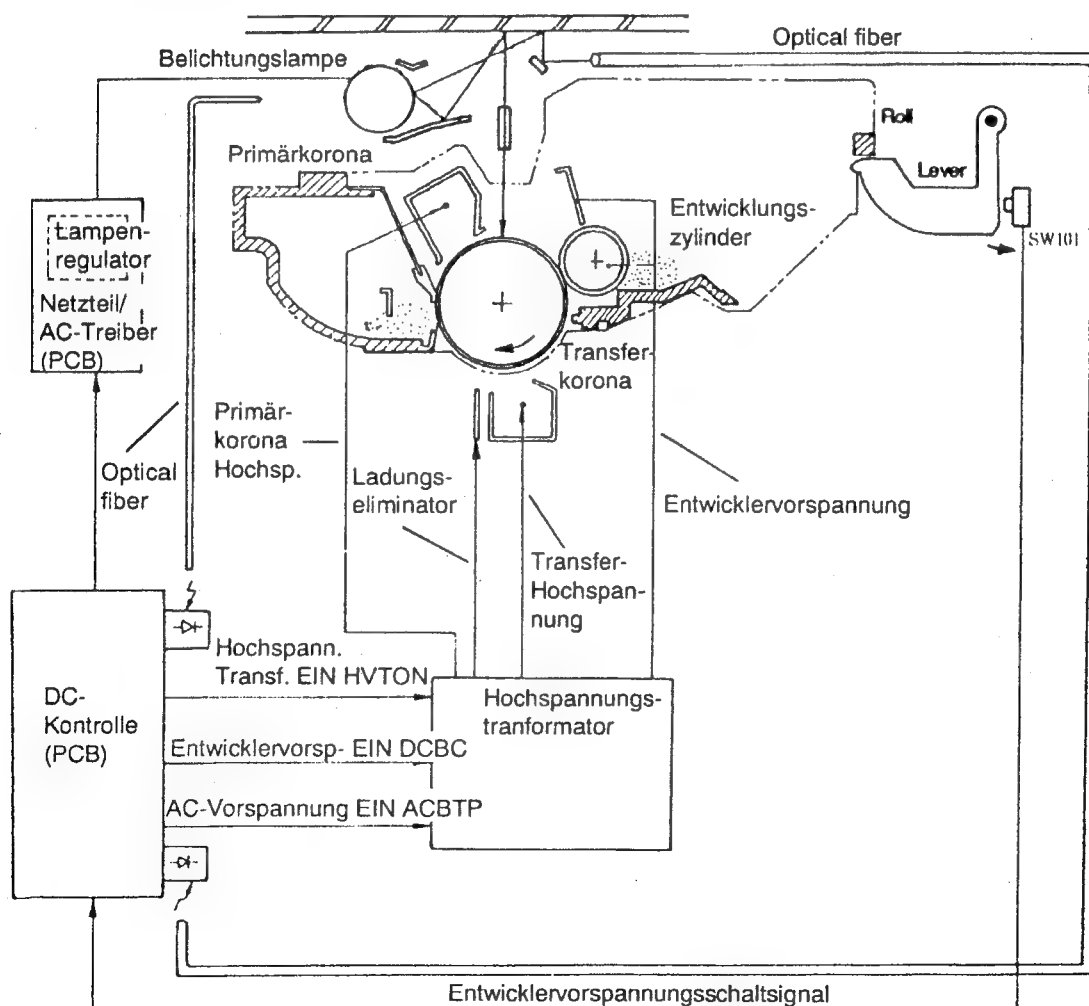 Optical fiber
Belichtungslampe
Roll
Primärkorona
Lever
Entwicklungs-
zylinder
SW101
Lampen-
regulator
Netzteil/
AC-Treiber
(PCB)
Transfer-
korona
Primär-
korona
Hochsp.
Optical
fiber
Ladungs-
eliminator
Entwicklervorspannung
Transfer-
Hochspan-
nung
Hochspann.
Transf. EIN HVTON
DC-
Kontrolle
(PCB)
Hochspannungs-
tranformator
Entwicklervorsp- EIN DCBC
AC-Vorspannung EIN ACBTP
Entwicklervorspannungsschaltsignal